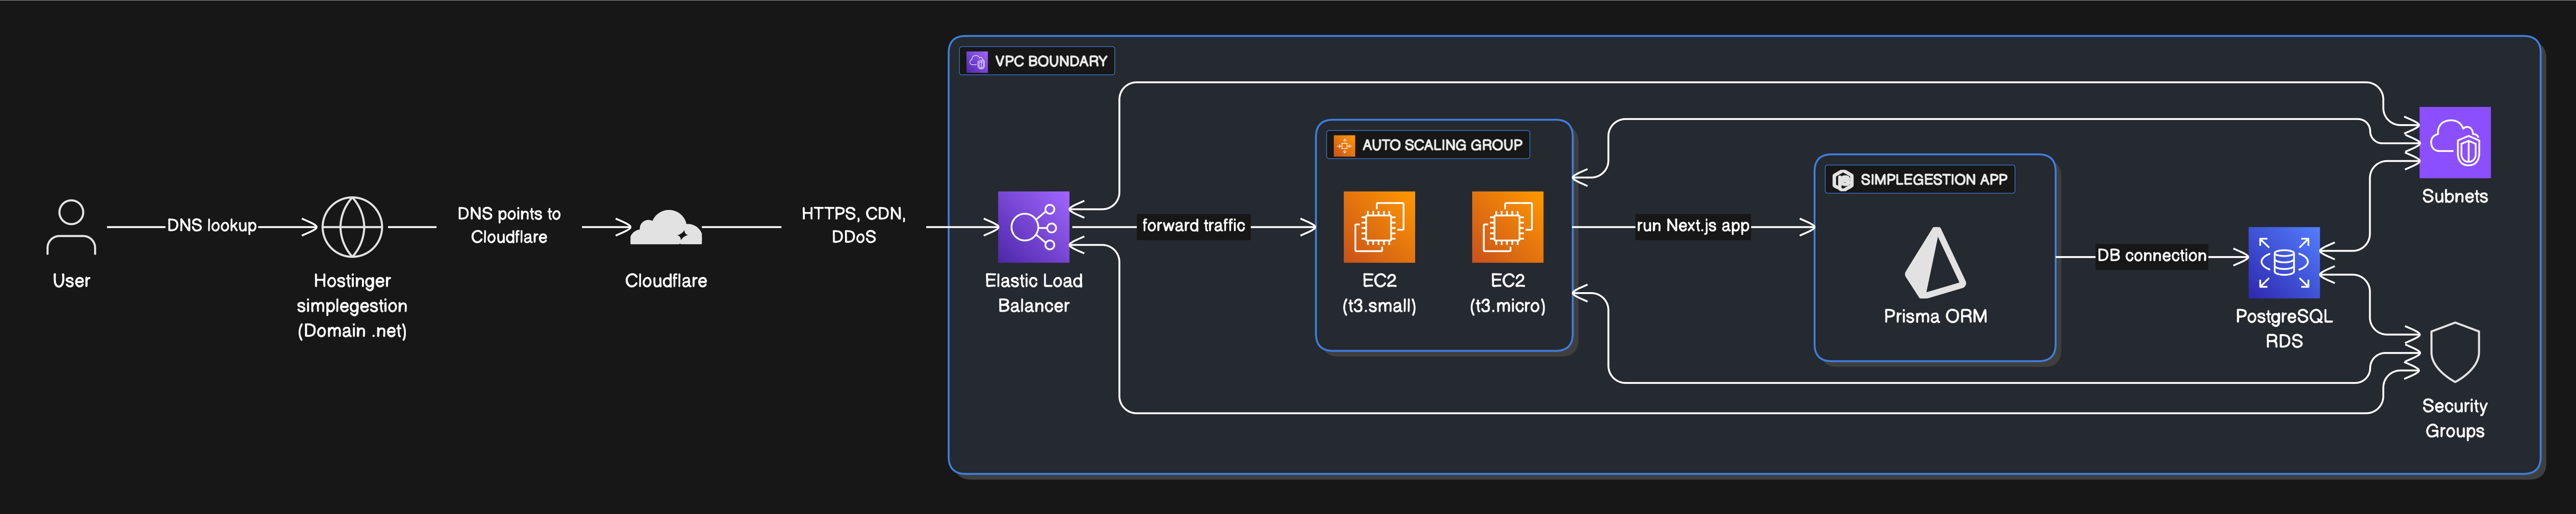 VPC BOUNDARY
AUTO SCALING GROUP
SIMPLEGESTION APP
User
DNS lookup
Hostinger
simplegestion
(Domain .net)
DNS points to
Cloudflare
Cloudflare
HTTPS, CDN,
DDoS
Elastic Load
Balancer
forward traffic
EC2
(t3.small)
EC2
(t3.micro)
run Next.js app
Prisma ORM
DB connection
PostgreSQL
RDS
Subnets
Security
Groups